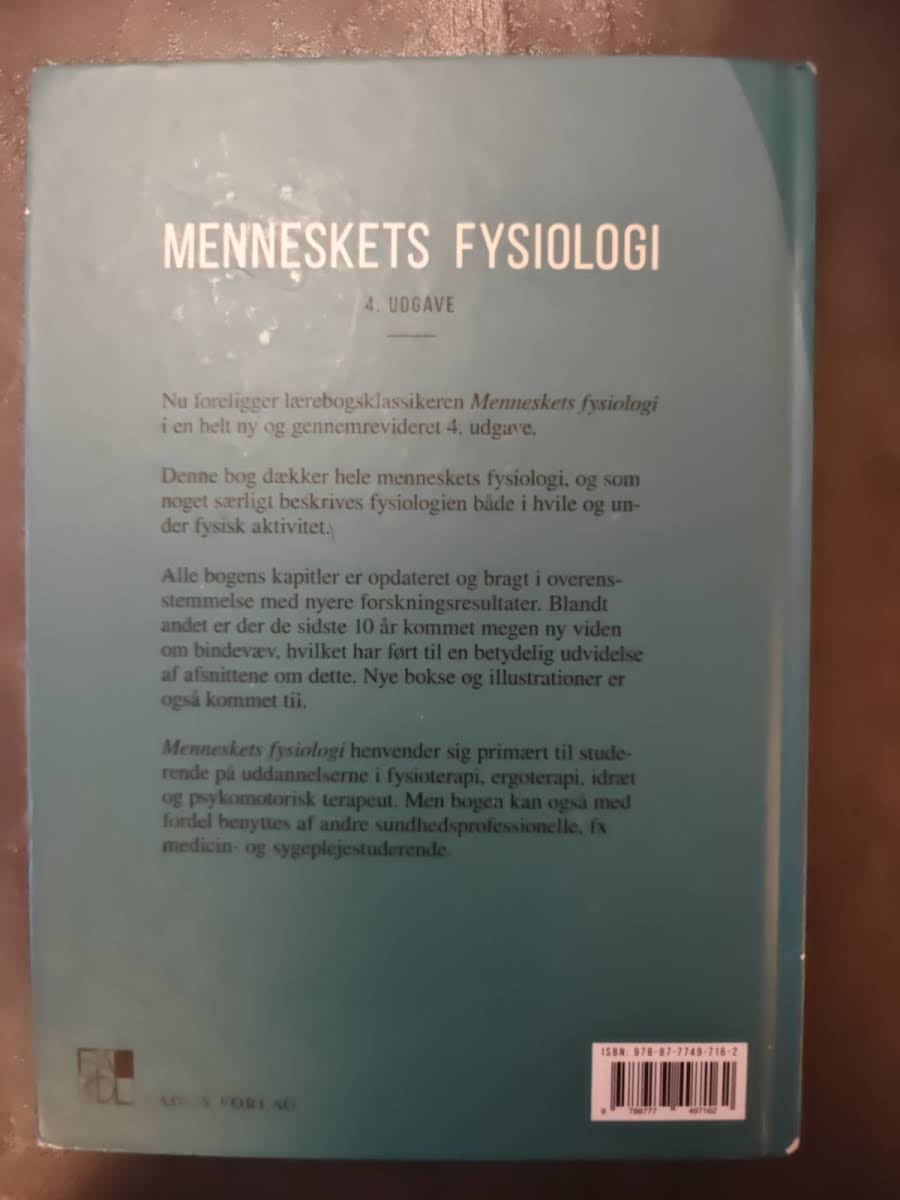 MENNESKETS FYSIOLOGI
4. UDGAVE
Nu foreligger lærebogsklassikeren Menneskets fysiologi
i en helt ny og gennemrevideret 4. udgave.
Denne bog dækker hele menneskets fysiologi, og som
noget særligt beskrives fysiologien både i hvile og un-
der fysisk aktivitet.
Alle bogens kapitler er opdateret og bragt i overens-
stemmelse med nyere forskningsresultater. Blandt
andet er der de sidste 10 år kommet megen ny viden
om bindevæv, hvilket har ført til en betydelig udvidelse
af afsnittene om dette. Nye bokse og illustrationer er
også kommet til.
Menneskets fysiologi henvender sig primært til stude-
rende på uddannelserne i fysioterapi, ergoterapi, idræt
og psykomotorisk terapeut. Men bogen kan også med
fordel benyttes af andre sundhedsprofessionelle, fx
medicin- og sygeplejestuderende.
FORLAG
ISBN: 978-87-7749-716-2
9 788777 497162